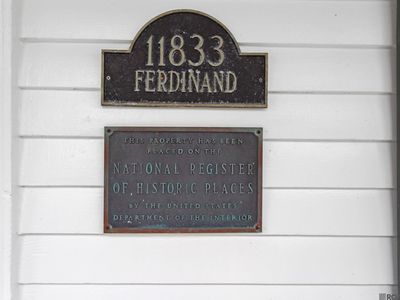 11833
FERDINAND
THIS PROPERTY HAS BEEN
PLACED ON THE
NATIONAL REGISTER
OF HISTORIC PLACES
BY THE UNITED STATES
DEPARTMENT OF THE INTERIOR